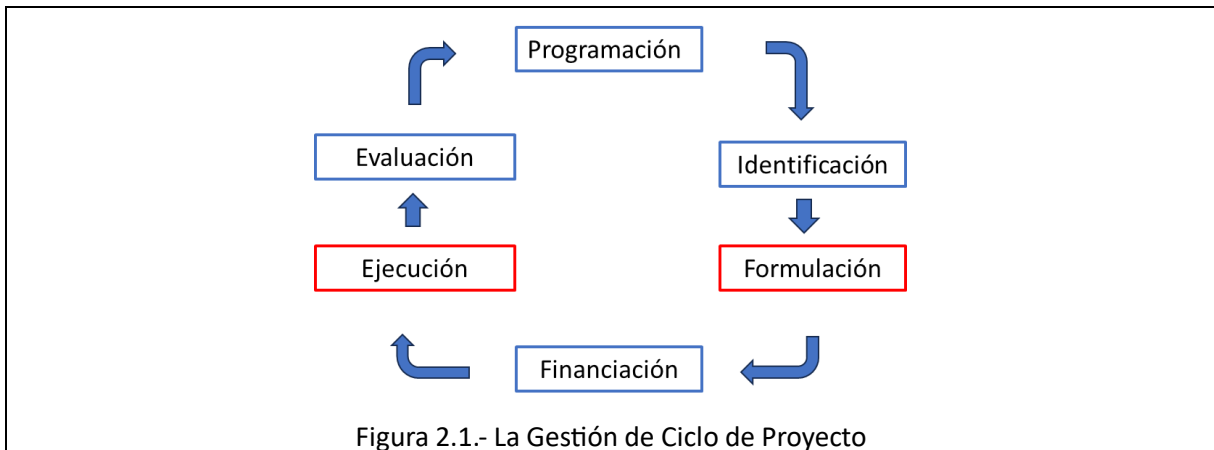 Programación
Evaluación
Identificación
Ejecución
Formulación
Financiación
Figura 2.1.- La Gestión de Ciclo de Proyecto